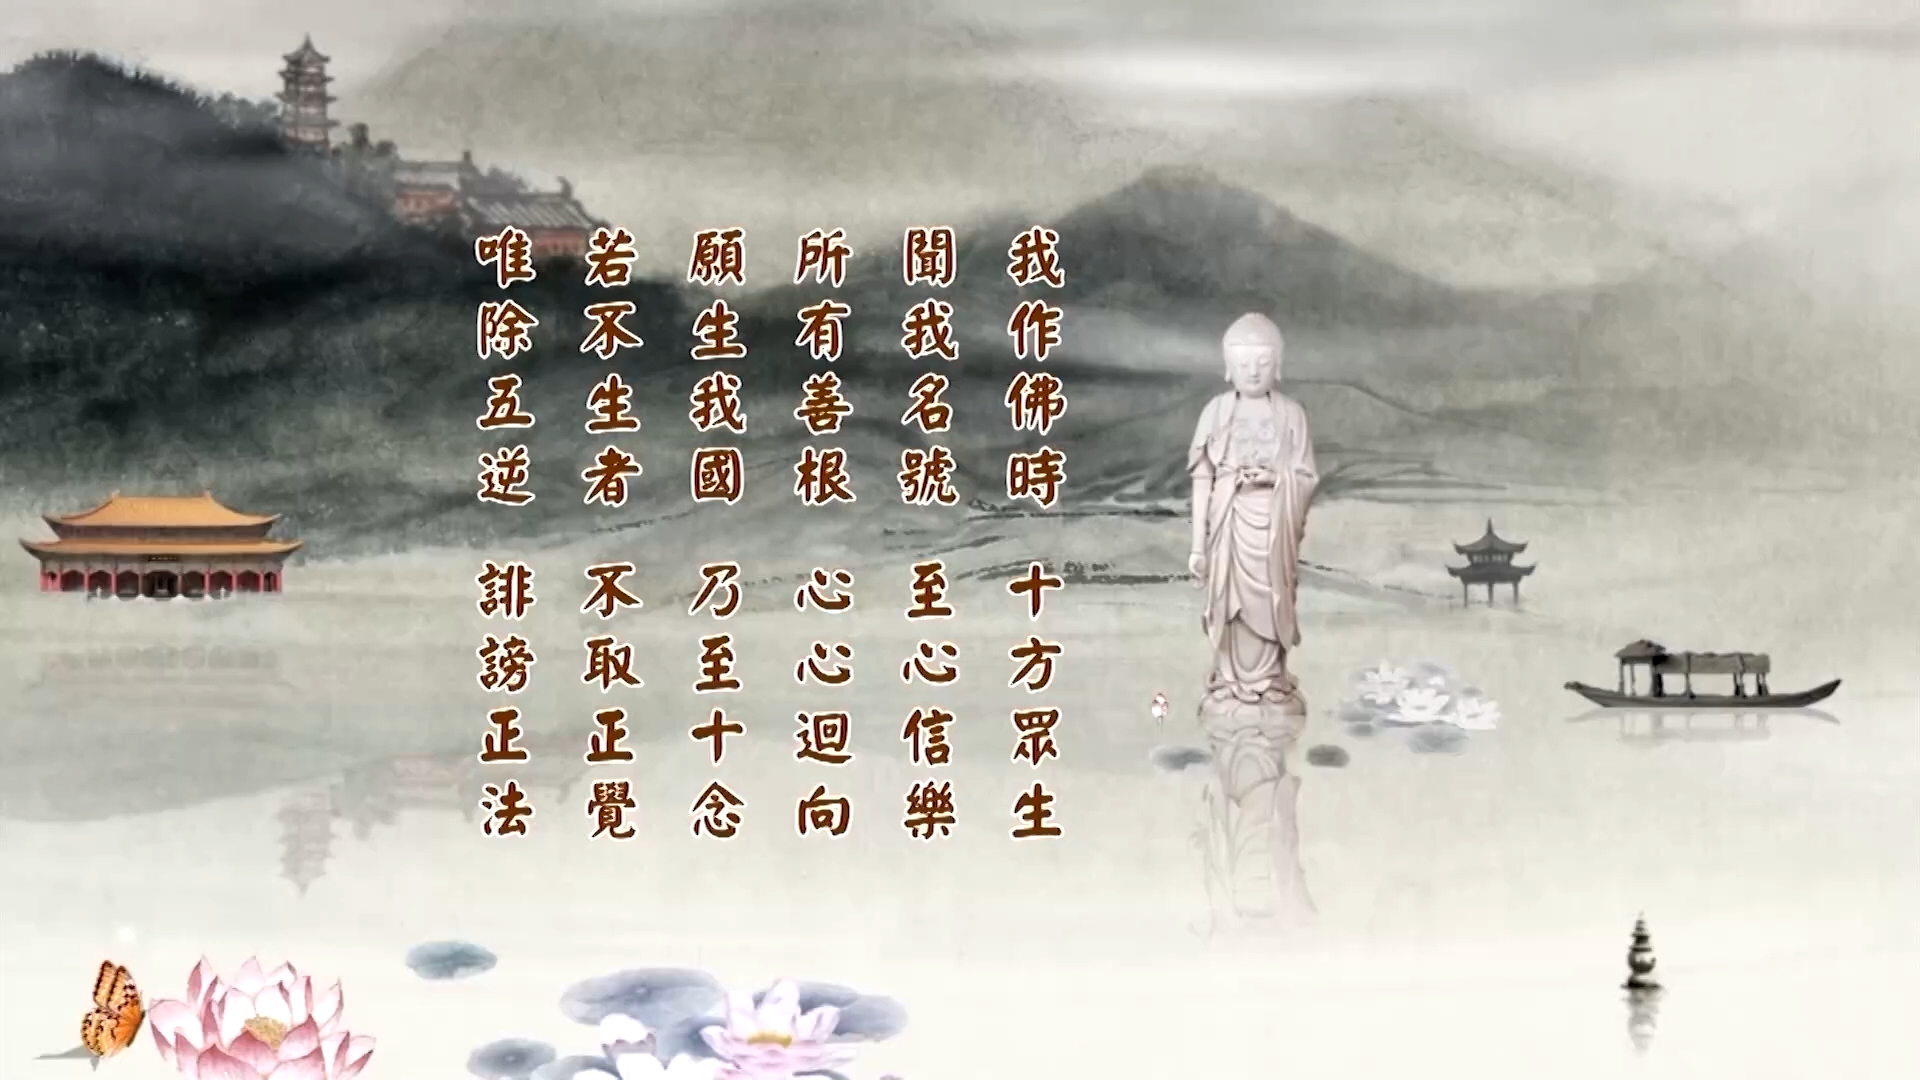 我作佛時 十方眾生
聞我名號 至心信樂
所有善根 心心迴向
願生我國 乃至十念
若不生者 不取正覺
唯除五逆 誹謗正法